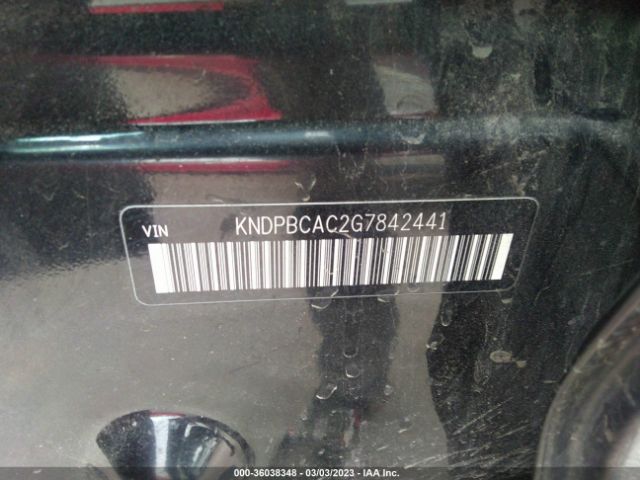 VIN KNDPBCAC2G7842441
000-36038348 — 03/03/2023 — IAA Inc.